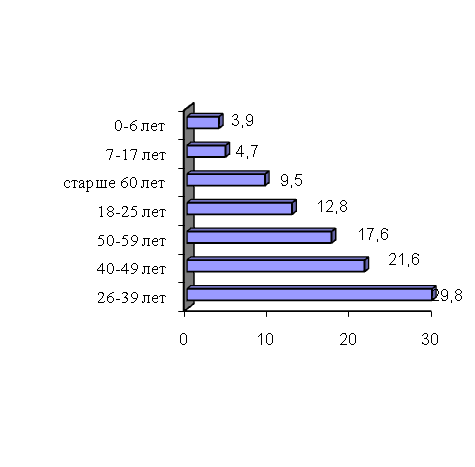 0-6 лет 3,9
7-17 лет 4,7
старше 60 лет 9,5
18-25 лет 12,8
50-59 лет 17,6
40-49 лет 21,6
26-39 лет 29,8
0 10 20 30